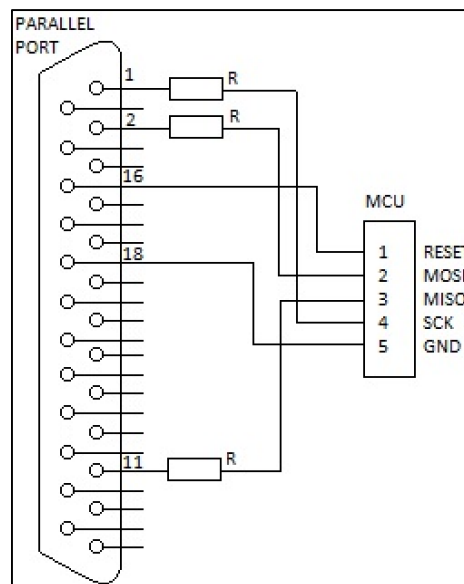 PARALLEL
PORT
1
R
2
R
16
MCU
18
1 RESET
2 MOSI
3 MISO
4 SCK
5 GND
11
R